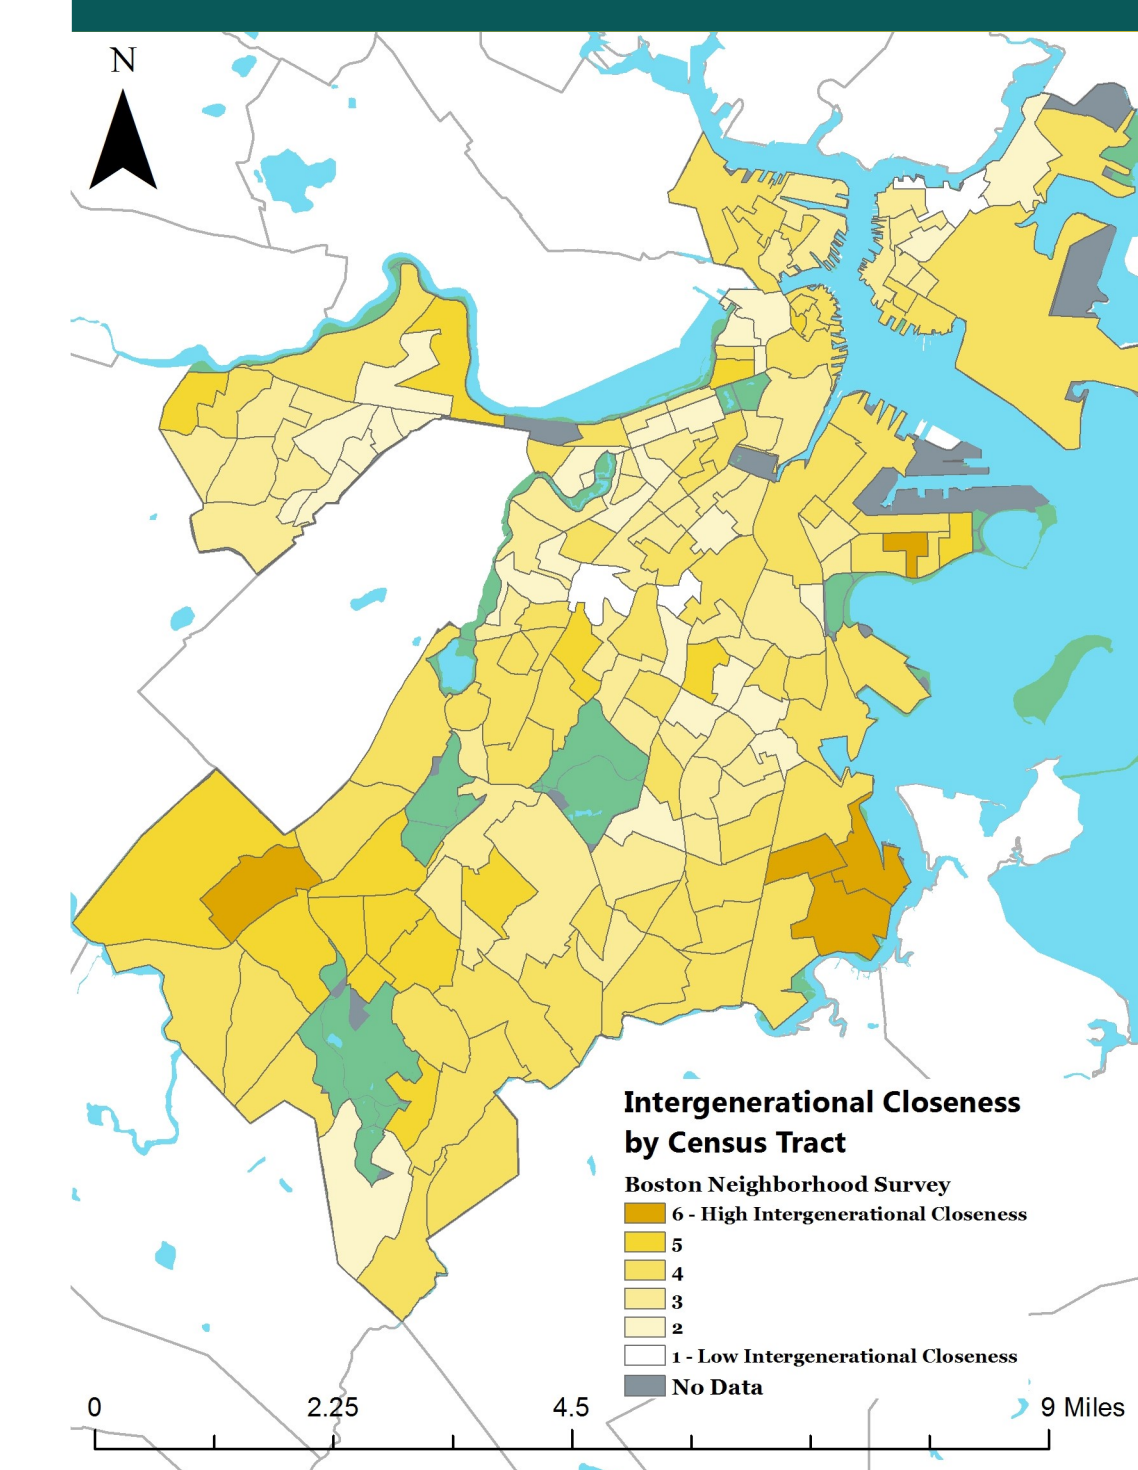 N
Intergenerational Closeness
by Census Tract
Boston Neighborhood Survey
6 - High Intergenerational Closeness
5
4
3
2
1 - Low Intergenerational Closeness
No Data
0 2.25 4.5 9 Miles